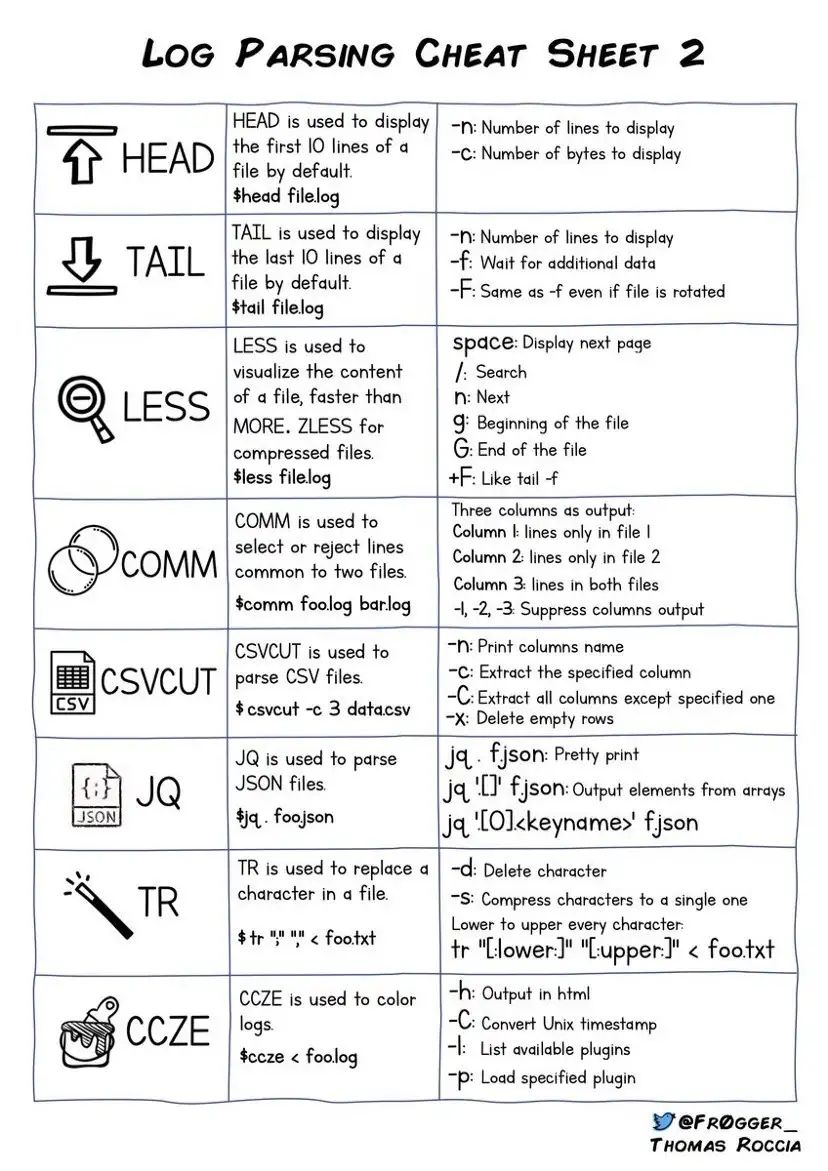 Log Parsing Cheat Sheet 2
HEAD
HEAD is used to display
the first 10 lines of a
file by default.
$head file.log
-n: Number of lines to display
-c: Number of bytes to display
TAIL
TAIL is used to display
the last 10 lines of a
file by default.
$tail file.log
-n: Number of lines to display
-f: Wait for additional data
-F: Same as -f even if file is rotated
LESS
LESS is used to
visualize the content
of a file, faster than
MORE. ZLESS for
compressed files.
$less file.log
space: Display next page
/: Search
n: Next
g: Beginning of the file
G: End of the file
+F: Like tail -f
COMM
COMM is used to
select or reject lines
common to two files.
$comm foo.log bar.log
Three columns as output:
Column 1: lines only in file 1
Column 2: lines only in file 2
Column 3: lines in both files
-1, -2, -3: Suppress columns output
CSV
CSVCUT
CSVCUT is used to
parse CSV files.
$ csvcut -c 3 data.csv
-n: Print columns name
-c: Extract the specified column
-C: Extract all columns except specified one
-x: Delete empty rows
{;}
JSON
JQ
JQ is used to parse
JSON files.
$jq . foo.json
jq . f.json: Pretty print
jq '.[]' f.json: Output elements from arrays
jq '.[0].<keyname>' f.json
TR
TR is used to replace a
character in a file.
$ tr ";" "," < foo.txt
-d: Delete character
-s: Compress characters to a single one
Lower to upper every character:
tr "[:lower:]" "[:upper:]" < foo.txt
CCZE
CCZE is used to color
logs.
$ccze < foo.log
-h: Output in html
-C: Convert Unix timestamp
-l: List available plugins
-p: Load specified plugin
@Fr0gger_
Thomas Roccia